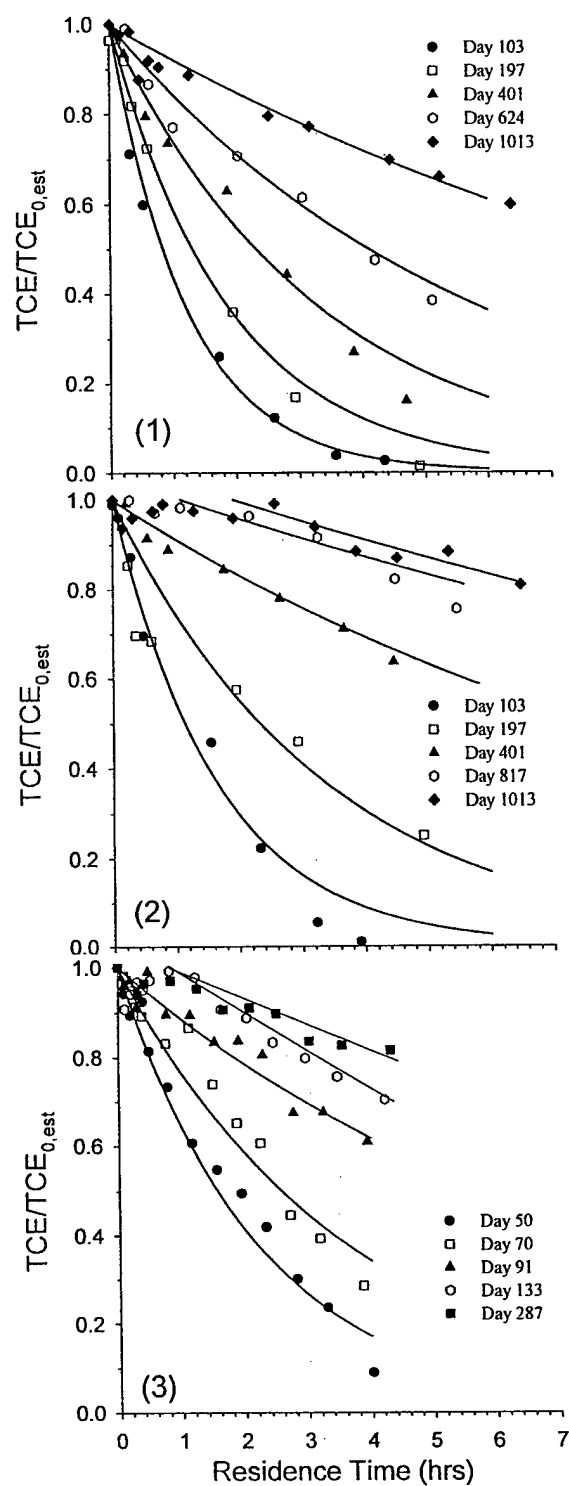 TCE/TCE0,est
1.0
0.8
0.6
0.4
0.2
0.0
Day 103
Day 197
Day 401
Day 624
Day 1013
(1)
TCE/TCE0,est
1.0
0.8
0.6
0.4
0.2
0.0
Day 103
Day 197
Day 401
Day 817
Day 1013
(2)
TCE/TCE0,est
1.0
0.8
0.6
0.4
0.2
0.0
Day 50
Day 70
Day 91
Day 133
Day 287
(3)
0 1 2 3 4 5 6 7
Residence Time (hrs)